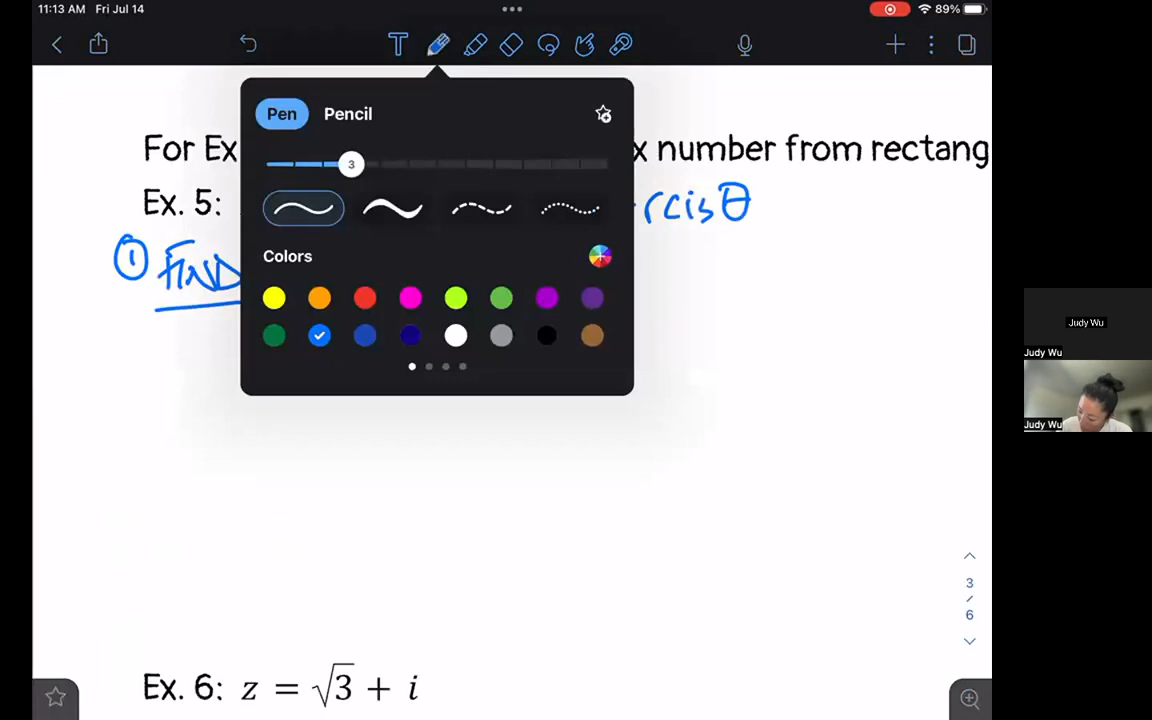 11:13 AM Fri Jul 14
89%
T
Pen Pencil
3
For Ex x number from rectang
Ex. 5: rcisθ
① FIND
Colors
3
6
Ex. 6: z = √3 + i
Judy Wu
Judy Wu
Judy Wu